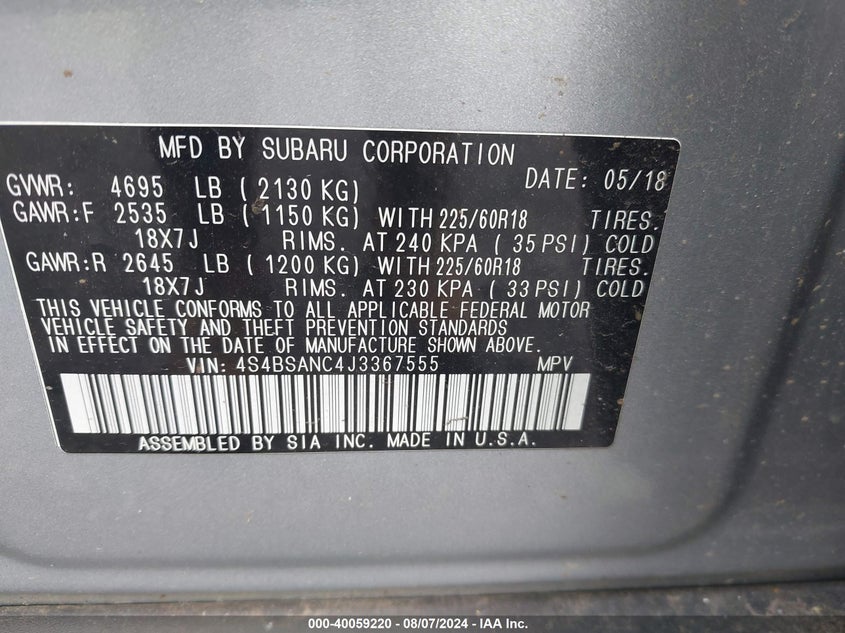 MFD BY SUBARU CORPORATION
DATE: 05/18
GVWR: 4695 LB (2130 KG)
GAWR:F 2535 LB (1150 KG) WITH 225/60R18 TIRES.
18X7J RIMS. AT 240 KPA (35 PSI) COLD
GAWR:R 2645 LB (1200 KG) WITH 225/60R18 TIRES.
18X7J RIMS. AT 230 KPA (33 PSI) COLD
THIS VEHICLE CONFORMS TO ALL APPLICABLE FEDERAL MOTOR
VEHICLE SAFETY AND THEFT PREVENTION STANDARDS
IN EFFECT ON THE DATE OF MANUFACTURE SHOWN ABOVE.
VIN: 4S4BSANC4J3367555 MPV
ASSEMBLED BY SIA INC. MADE IN U.S.A.
000-40059220 - 08/07/2024 - IAA Inc.